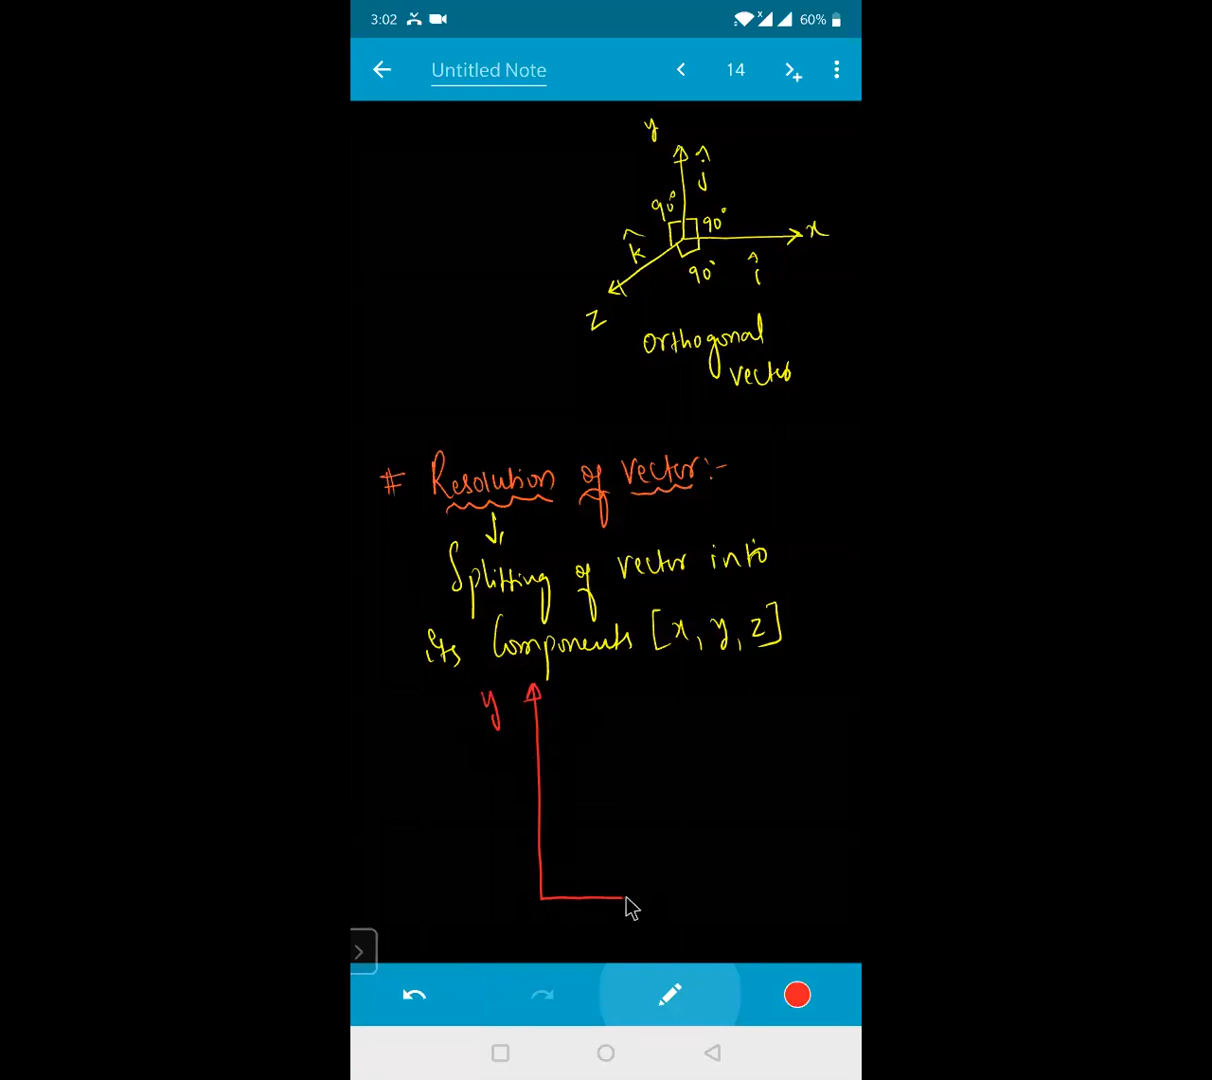 3:02 60%
Untitled Note 14
y
ĵ
90° 90° x
k̂
90° î
z
Orthogonal
vector
# Resolution of vector:-
↓
Splitting of vector into
its Components [x, y, z]
y